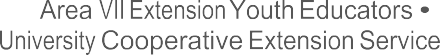 Area VII Extension Youth Educators •
University Cooperative Extension Service